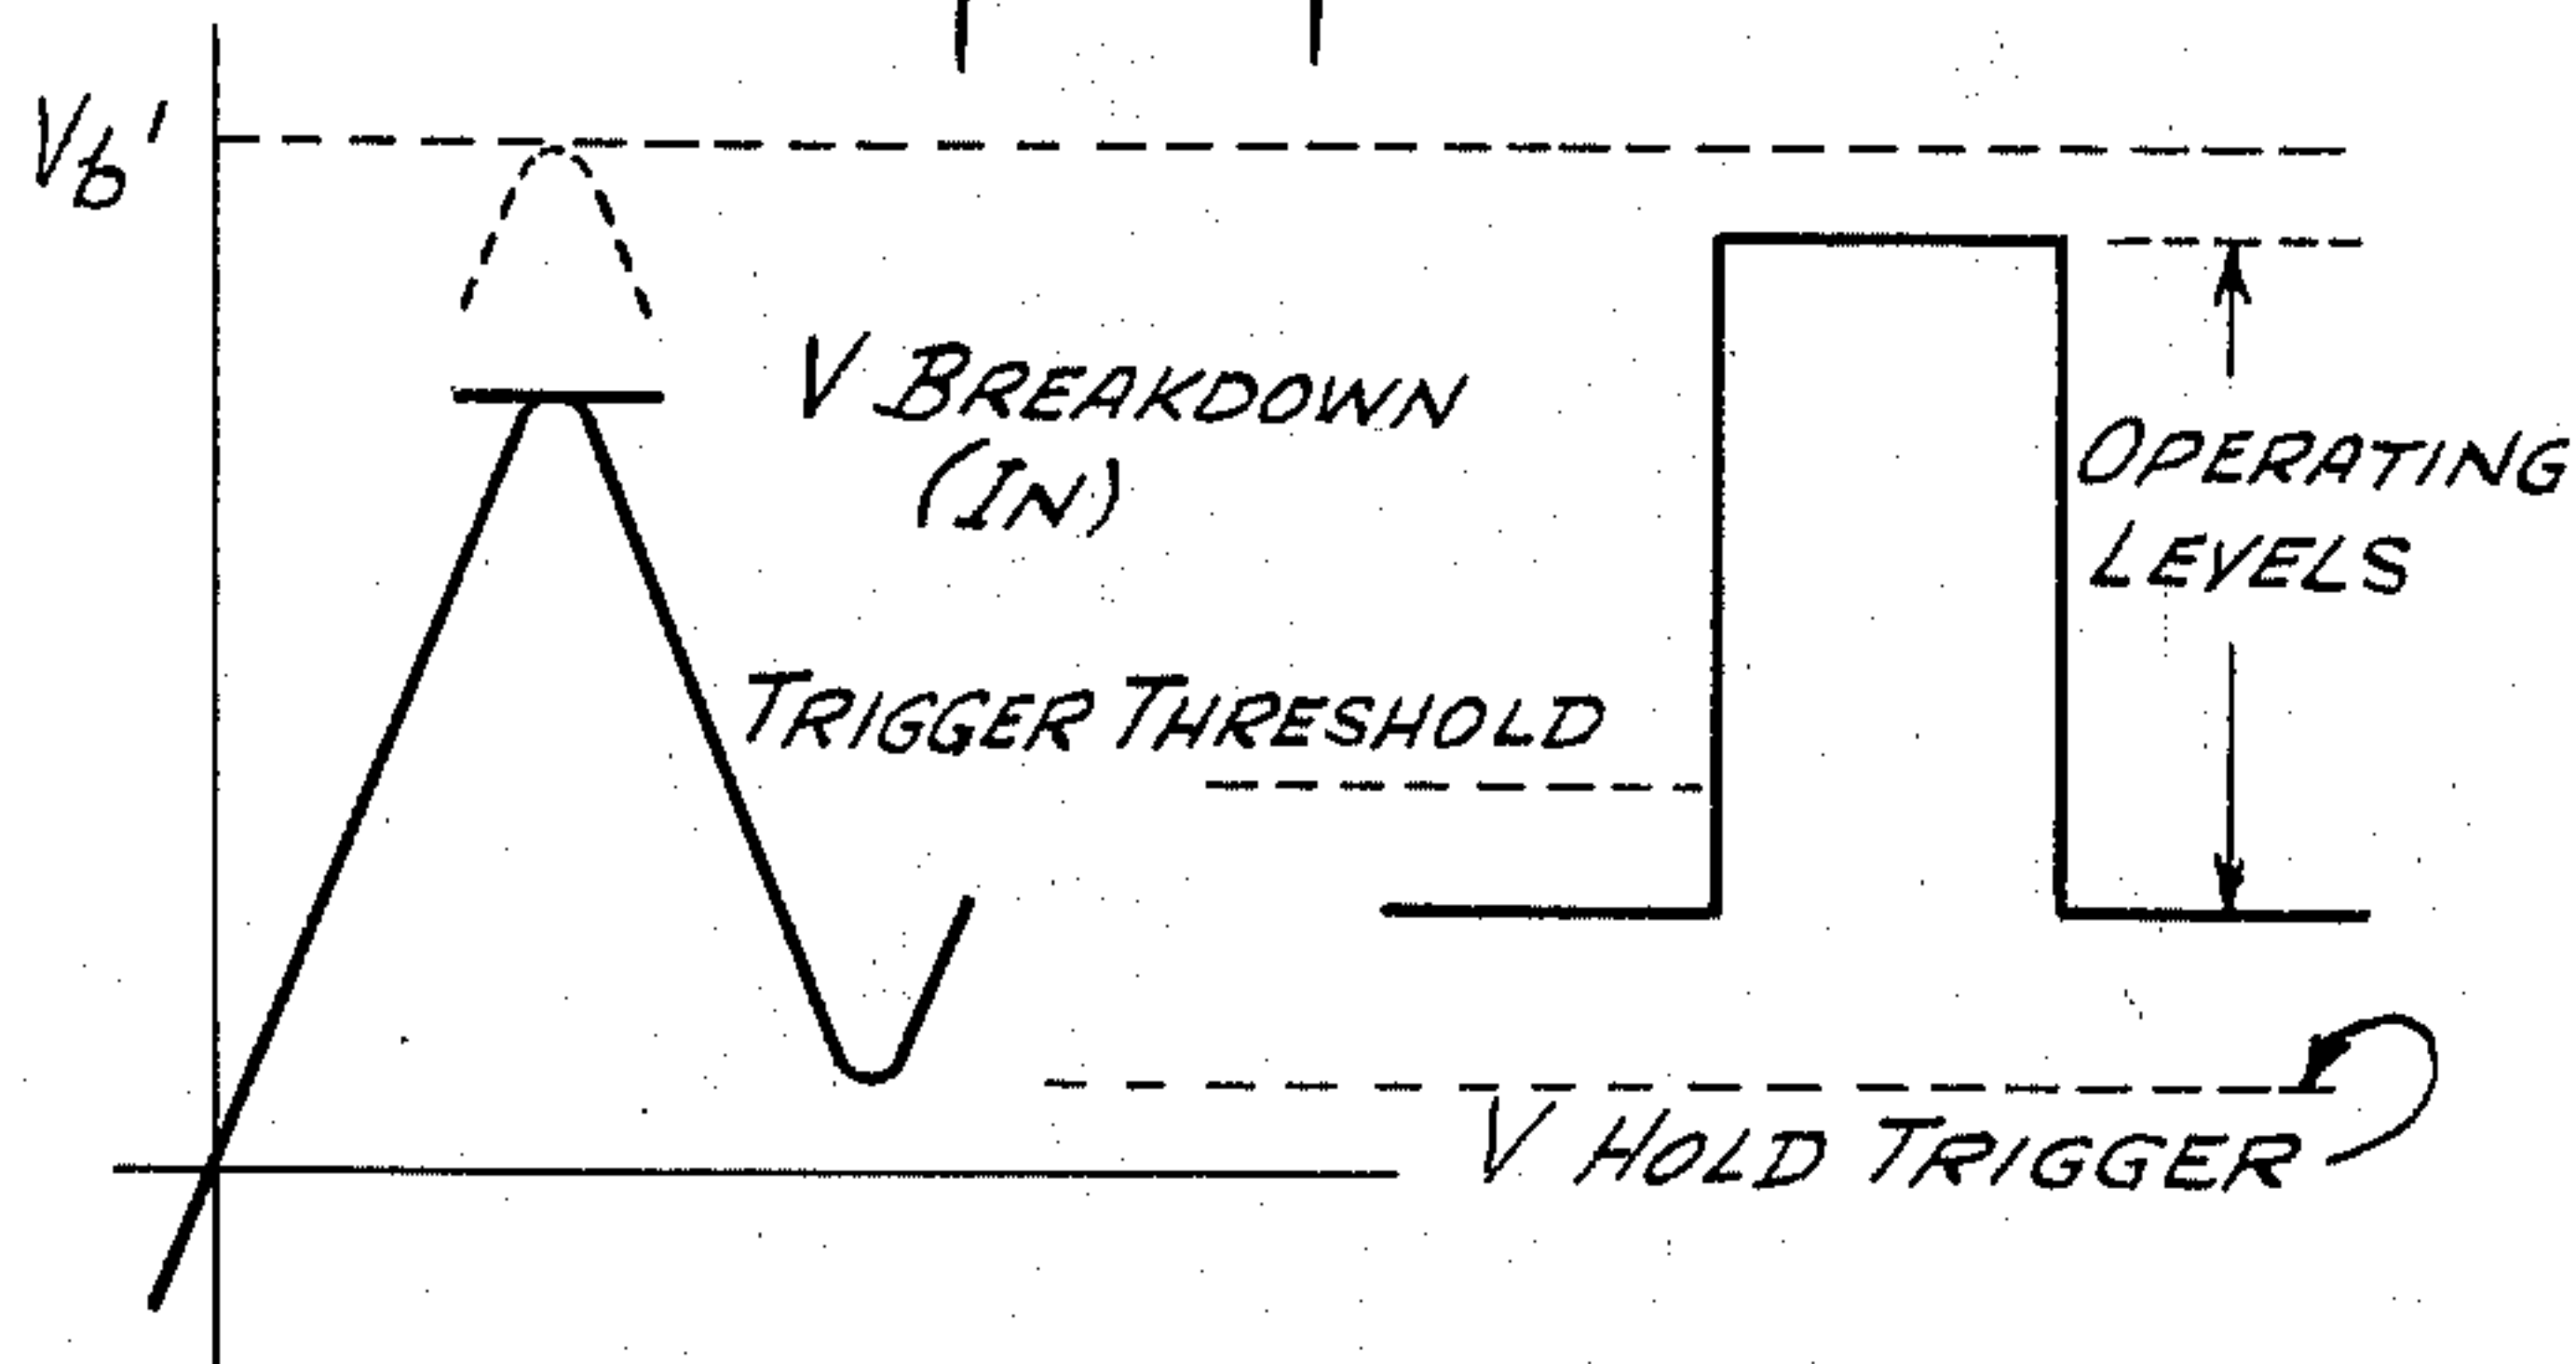 Vb'
V BREAKDOWN
(IN)
OPERATING
LEVELS
TRIGGER THRESHOLD
V HOLD TRIGGER